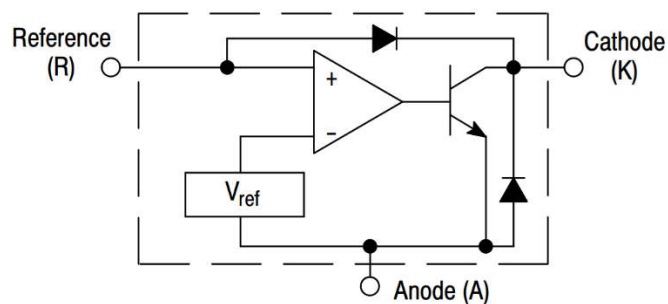 Reference
(R)
Cathode
(K)
+
−
Vref
Anode (A)